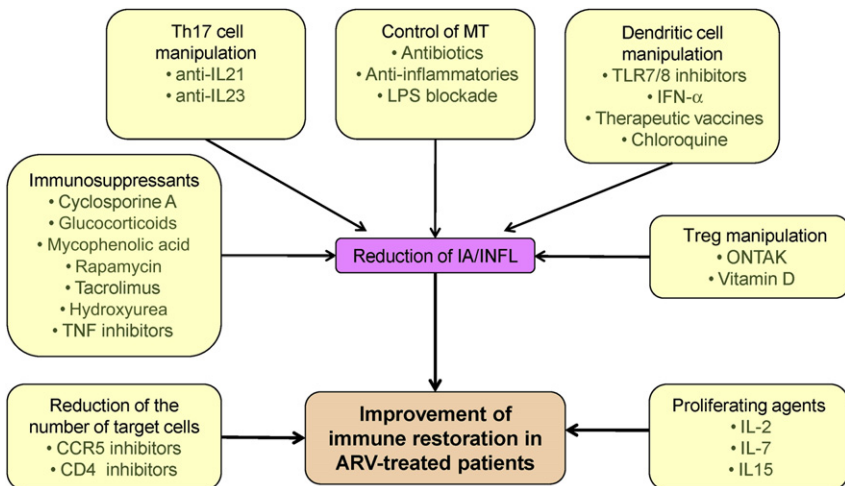 Th17 cell
manipulation
• anti-IL21
• anti-IL23
Control of MT
• Antibiotics
• Anti-inflammatories
• LPS blockade
Dendritic cell
manipulation
• TLR7/8 inhibitors
• IFN-α
• Therapeutic vaccines
• Chloroquine
Immunosuppressants
• Cyclosporine A
• Glucocorticoids
• Mycophenolic acid
• Rapamycin
• Tacrolimus
• Hydroxyurea
• TNF inhibitors
Reduction of IA/INFL
Treg manipulation
• ONTAK
• Vitamin D
Reduction of the
number of target cells
• CCR5 inhibitors
• CD4 inhibitors
Improvement of
immune restoration in
ARV-treated patients
Proliferating agents
• IL-2
• IL-7
• IL15